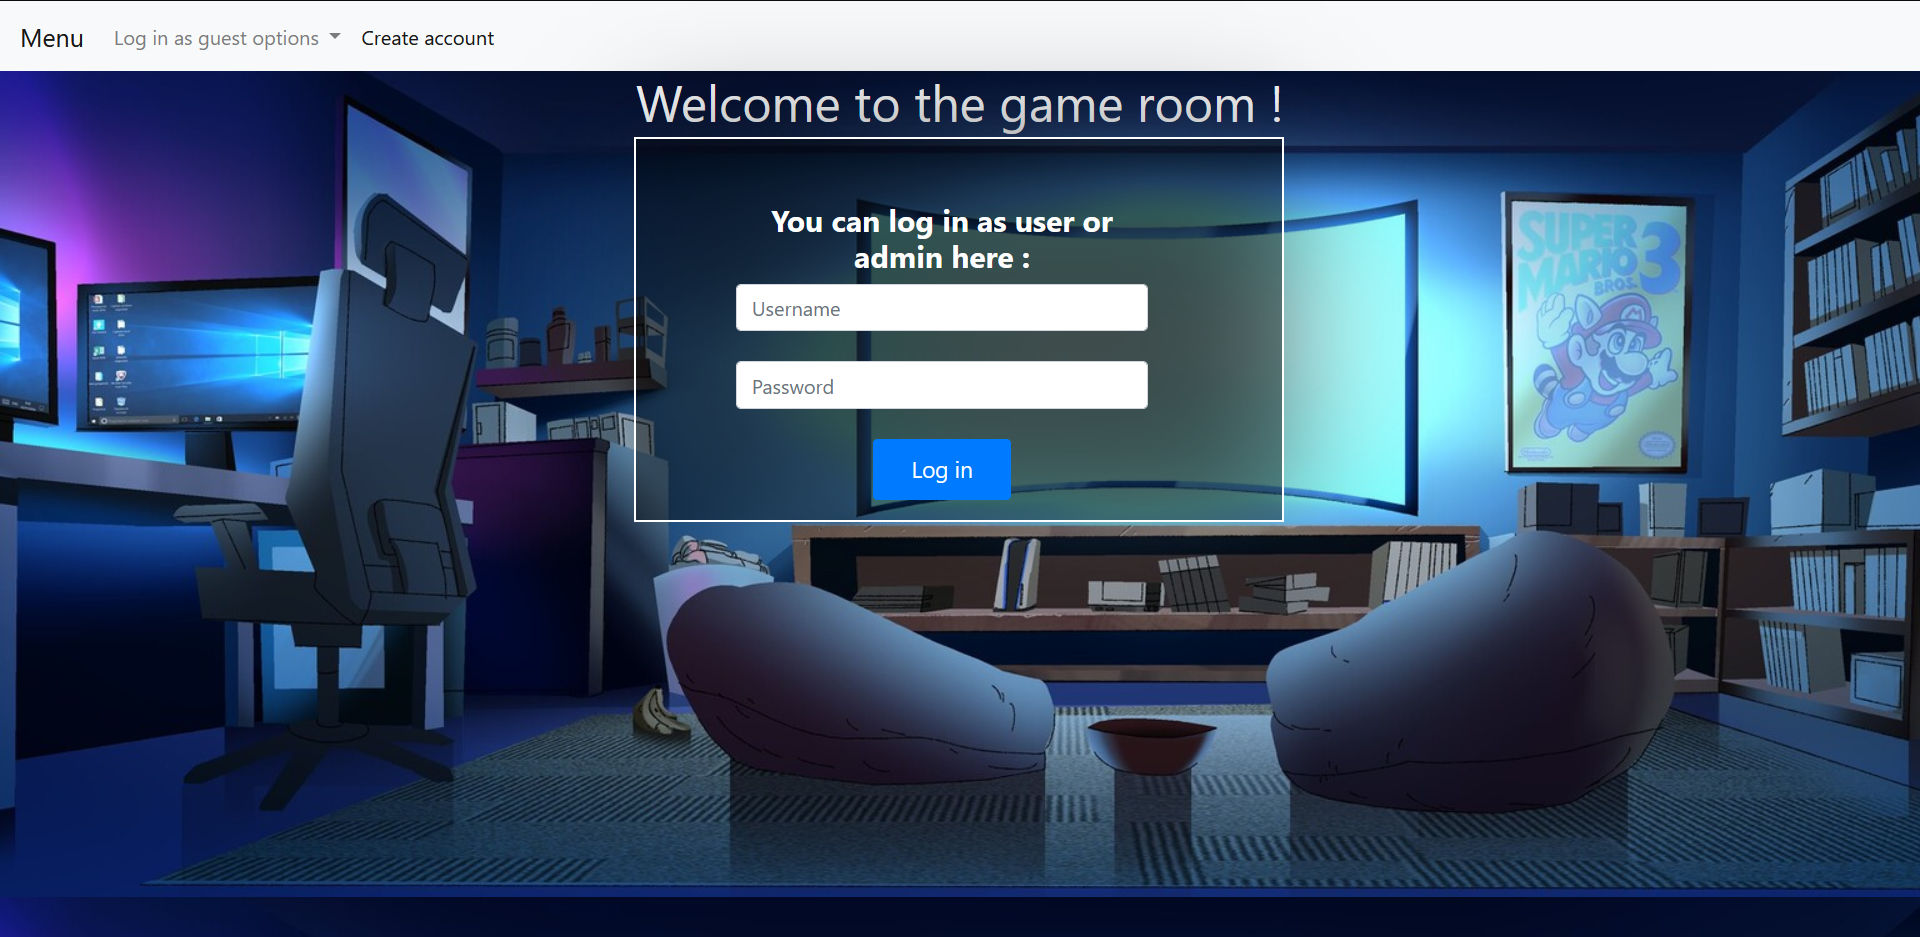 Menu
Log in as guest options
Create account
Welcome to the game room !
You can log in as user or
admin here :
Username
Password
Log in
SUPER
MARIO 3
BROS.